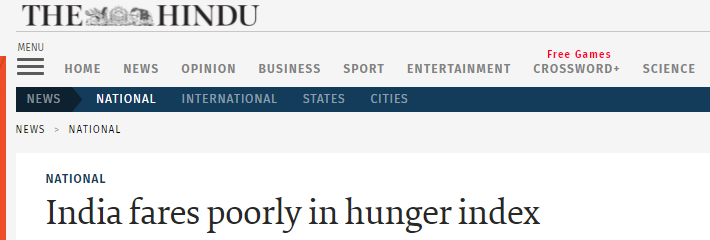 THE HINDU
MENU
Free Games
HOME NEWS OPINION BUSINESS SPORT ENTERTAINMENT CROSSWORD+ SCIENCE
NEWS NATIONAL INTERNATIONAL STATES CITIES
NEWS > NATIONAL
NATIONAL
India fares poorly in hunger index